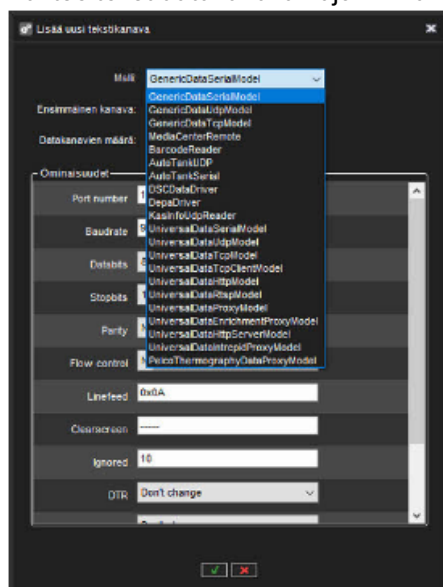 Lisää uusi tekstikanava
Malli: GenericDataSerialModel
Ensimmäinen kanava:
Datakanavien määrä:
GenericDataSerialModel
GenericDataUdpModel
GenericDataTcpModel
MediaCenterRemote
BarcodeReader
AutoTankUDP
AutoTankSerial
DSCDataDriver
DepaDriver
KasInfoUdpReader
UniversalDataSerialModel
UniversalDataUdpModel
UniversalDataTcpModel
UniversalDataTcpClientModel
UniversalDataHttpModel
UniversalDataRtspModel
UniversalDataProxyModel
UniversalDataEnrichmentProxyModel
UniversalDataHttpServerModel
UniversalDataIntrepidProxyModel
PelcoThermographyDataProxyModel
Ominaisuudet
Port number 1
Baudrate
Databits
Stopbits
Parity
Flow control
Linefeed 0x0A
Clearscreen -----
Ignored 10
DTR Don't change